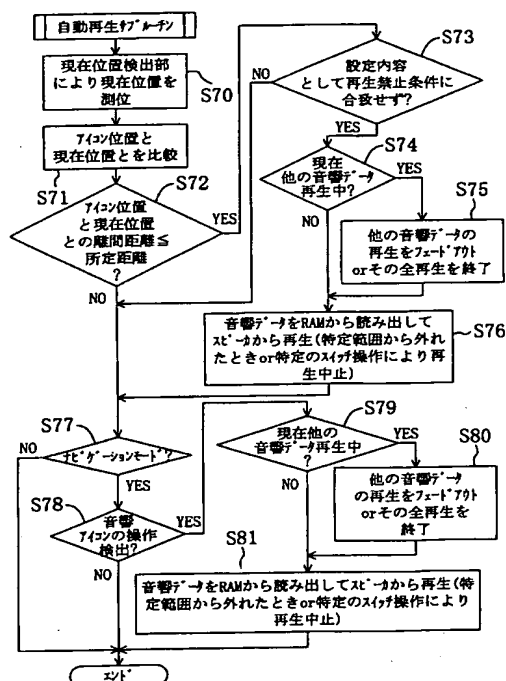 自動再生サブルーチン
現在位置検出部
により現在位置を
測位
S70
アイコン位置と
現在位置とを比較
S71
S72
アイコン位置
と現在位置
との離間距離≦
所定距離
?
YES
NO
S73
設定内容
として再生禁止条件に
合致せず?
NO
YES
S74
現在
他の音響データ
再生中?
YES
NO
S75
他の音響データの
再生をフェードアウト
orその全再生を終了
音響データをRAMから読み出して
スピーカから再生(特定範囲から外れ
たときor特定のスイッチ操作により再
生中止)
S76
S77
NO
ナビゲーションモード?
YES
S78
音響
アイコンの操作
検出?
YES
NO
S79
現在他の
音響データ再生中
?
YES
NO
S80
他の音響データ
の再生をフェードアウト
orその全再生を
終了
S81
音響データをRAMから読み出してスピーカから再生(特
定範囲から外れたときor特定のスイッチ操作により
再生中止)
エンド